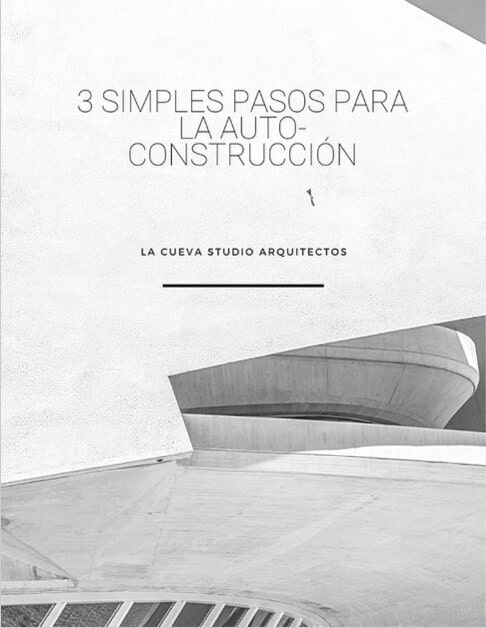 3 SIMPLES PASOS PARA
LA AUTO-
CONSTRUCCIÓN
LA CUEVA STUDIO ARQUITECTOS